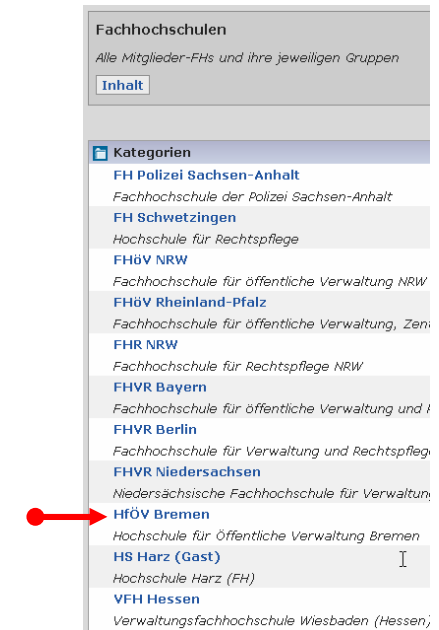 Fachhochschulen
Alle Mitglieder-FHs und ihre jeweiligen Gruppen
Inhalt
Kategorien
FH Polizei Sachsen-Anhalt
Fachhochschule der Polizei Sachsen-Anhalt
FH Schwetzingen
Hochschule für Rechtspflege
FHöV NRW
Fachhochschule für öffentliche Verwaltung NRW
FHöV Rheinland-Pfalz
Fachhochschule für öffentliche Verwaltung,
FHR NRW
Fachhochschule für Rechtspflege NRW
FHVR Bayern
Fachhochschule für öffentliche Verwaltung und
FHVR Berlin
Fachhochschule für Verwaltung und Rechtspfleg
FHVR Niedersachsen
Niedersächsische Fachhochschule für Verwaltun
HfÖV Bremen
Hochschule für Öffentliche Verwaltung Bremen
HS Harz (Gast)
Hochschule Harz (FH)
VFH Hessen
Verwaltungsfachhochschule Wiesbaden (Hessen)